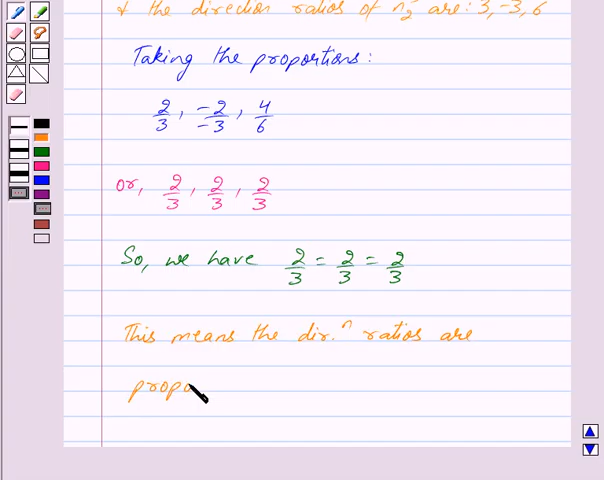 & the direction ratios of n₂ are: 3, -3, 6
Taking the proportions:
2/3, -2/-3, 4/6
or, 2/3, 2/3, 2/3
So, we have 2/3 = 2/3 = 2/3
This means the dir.ⁿ ratios are
propo